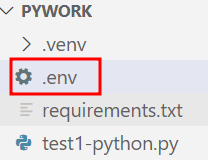 PYWORK
.venv
.env
requirements.txt
test1-python.py